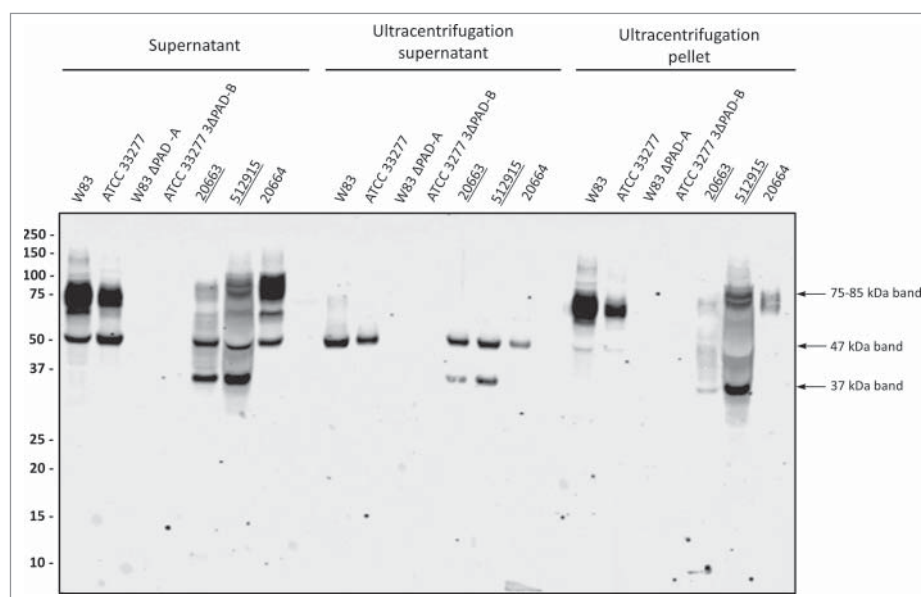 Supernatant
Ultracentrifugation
supernatant
Ultracentrifugation
pellet
W83
ATCC 33277
W83 ΔPAD -A
ATCC 33277 3ΔPAD-B
20663
512915
20664
W83
ATCC 33277
W83 ΔPAD-A
ATCC 3277 3ΔPAD-B
20663
512915
20664
W83
ATCC 33277
W83 ΔPAD-A
ATCC 3277 3ΔPAD-B
20663
512915
20664
250 -
150 -
100 -
75 -
50 -
37 -
25 -
20 -
15 -
10 -
75-85 kDa band
47 kDa band
37 kDa band